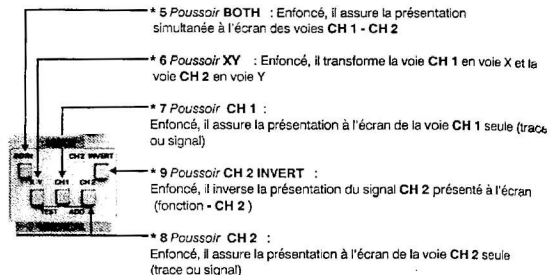 * 5 Poussoir BOTH : Enfoncé, il assure la présentation
simultanée à l'écran des voies CH 1 - CH 2
* 6 Poussoir XY : Enfoncé, il transforme la voie CH 1 en voie X et la
voie CH 2 en voie Y
* 7 Poussoir CH 1 :
Enfoncé, il assure la présentation à l'écran de la voie CH 1 seule (trace
ou signal)
* 9 Poussoir CH 2 INVERT :
Enfoncé, il inverse la présentation du signal CH 2 présenté à l'écran
(fonction - CH 2 )
* 8 Poussoir CH 2 :
Enfoncé, il assure la présentation à l'écran de la voie CH 2 seule
(trace ou signal)
BOTH CH2 INVERT
X Y CH1 CH2
TEST ADD